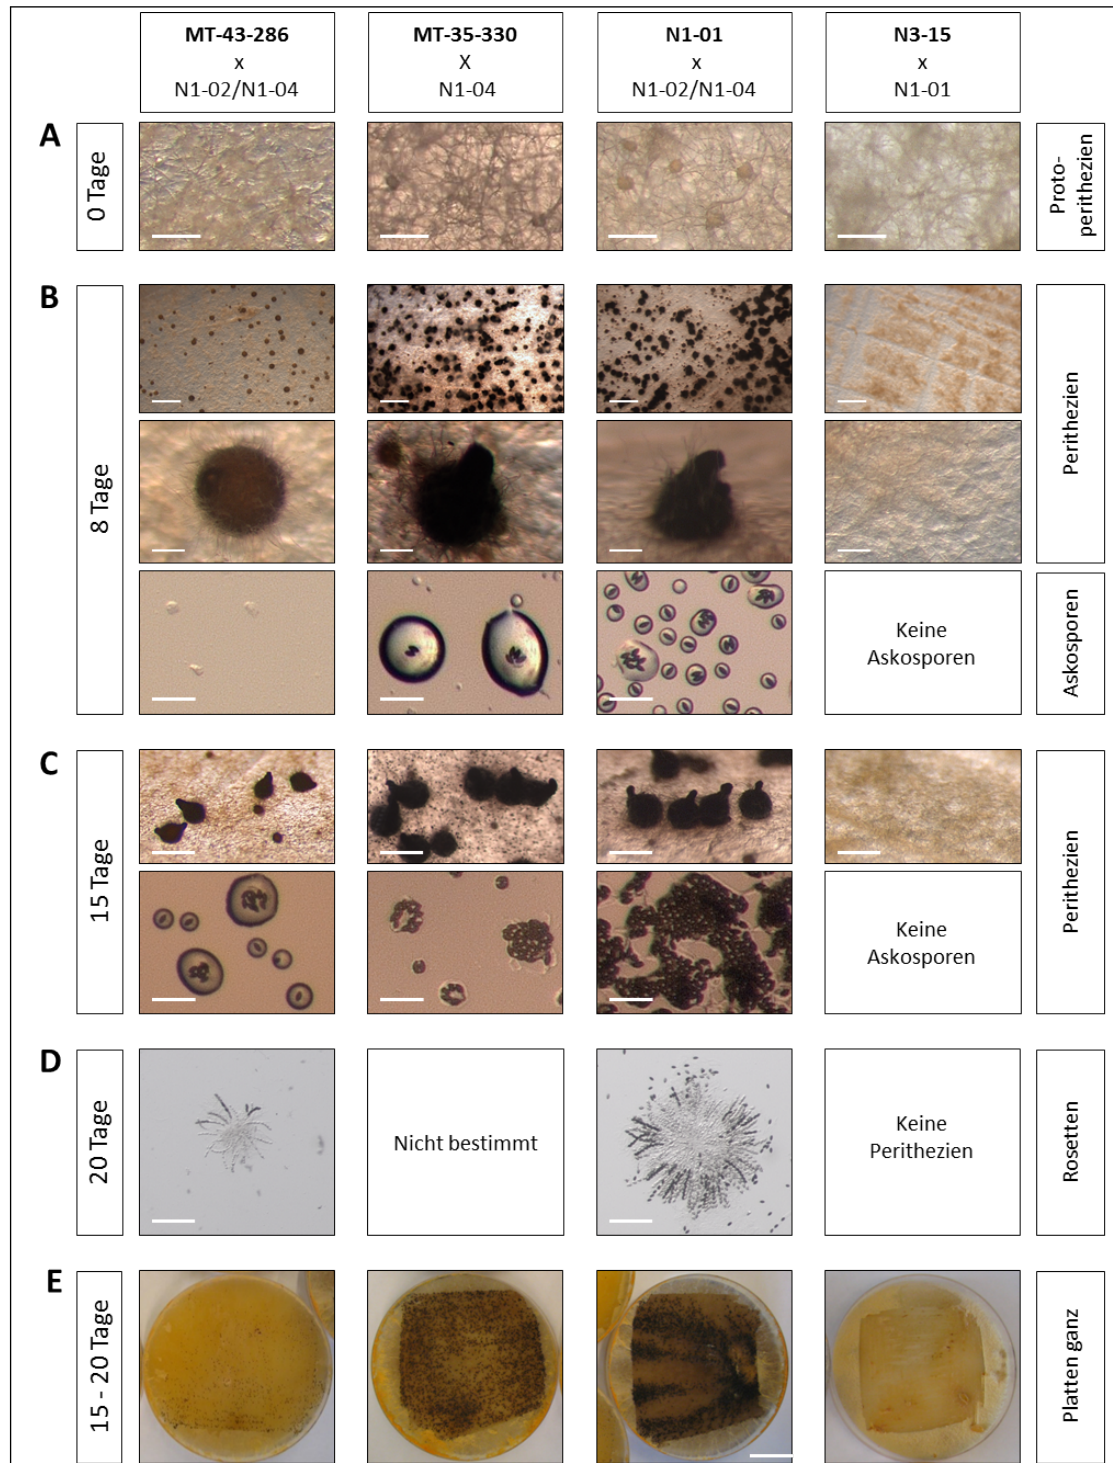 MT-43-286
x
N1-02/N1-04
MT-35-330
X
N1-04
N1-01
x
N1-02/N1-04
N3-15
x
N1-01
A
0 Tage
Proto-
perithezien
B
8 Tage
Perithezien
Keine
Askosporen
Askosporen
C
15 Tage
Keine
Askosporen
Perithezien
D
20 Tage
Nicht bestimmt
Keine
Perithezien
Rosetten
E
15 - 20 Tage
Platten ganz